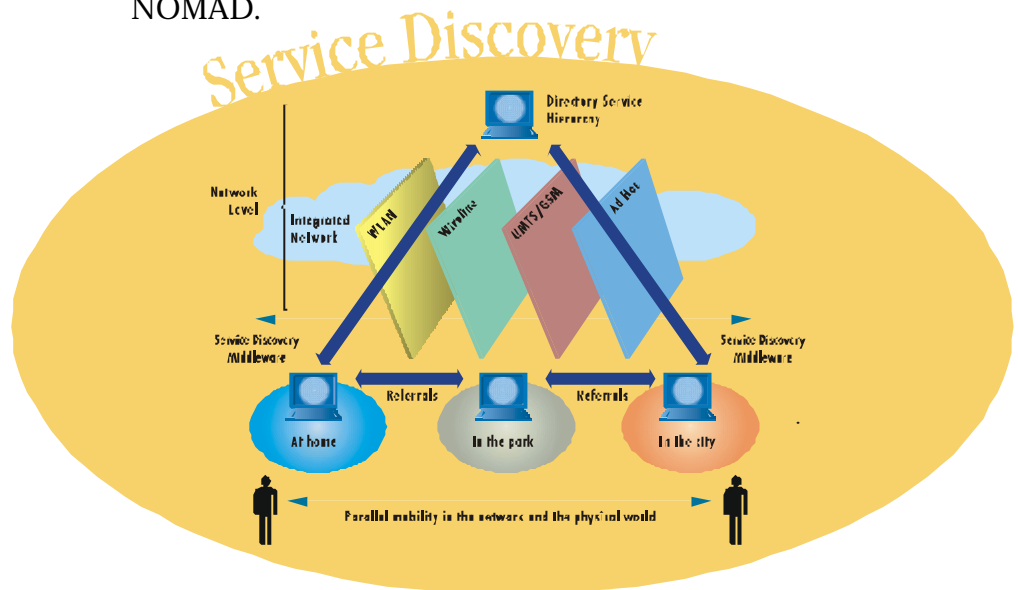 NOMAD.
Service Discovery
Directory Service
Hierarchy
Network
Level
Integrated
Network
WLAN
Wireline
UMTS/GSM
Ad Hoc
Service Discovery
Middleware
Service Discovery
Middleware
Referrals
Referrals
At home
In the park
In the city
Parallel mobility in the network and the physical world